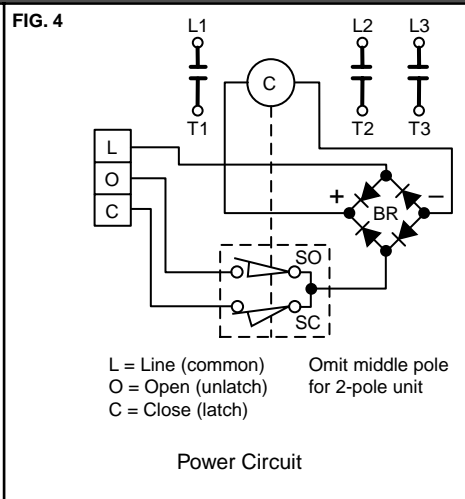 FIG. 4
L1 L2 L3
C
T1 T2 T3
L
O
C
+ BR –
SO
SC
L = Line (common)
O = Open (unlatch)
C = Close (latch)
Omit middle pole
for 2-pole unit
Power Circuit